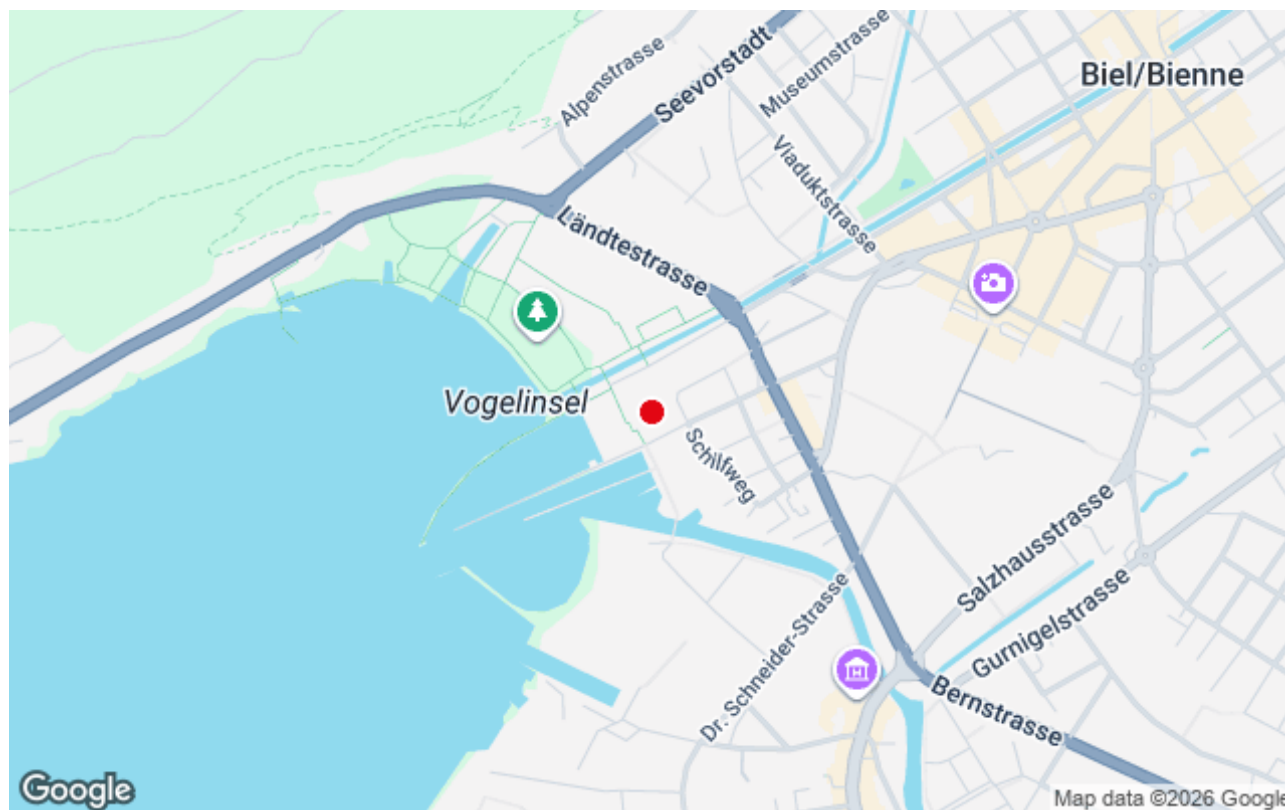 Alpenstrasse
Seevorstadt
Museumstrasse
Biel/Bienne
Viaduktstrasse
Ländtestrasse
Vogelinsel
Schilfweg
Salzhausstrasse
Gurnigelstrasse
Dr. Schneider-Strasse
Bernstrasse
H
Google
Map data ©2026 Google